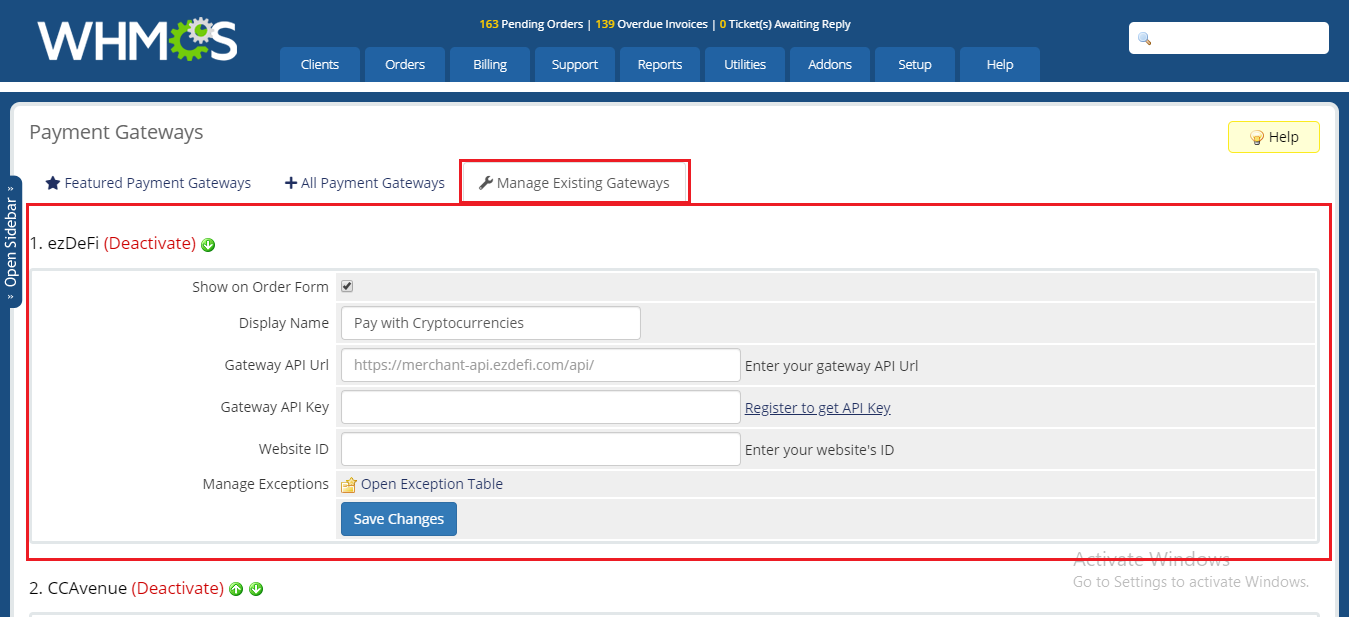 WHMCS
163 Pending Orders | 139 Overdue Invoices | 0 Ticket(s) Awaiting Reply
Clients Orders Billing Support Reports Utilities Addons Setup Help
Payment Gateways
Help
Featured Payment Gateways All Payment Gateways Manage Existing Gateways
» Open Sidebar »
1. ezDeFi (Deactivate)
Show on Order Form
Display Name Pay with Cryptocurrencies
Gateway API Url https://merchant-api.ezdefi.com/api/ Enter your gateway API Url
Gateway API Key Register to get API Key
Website ID Enter your website's ID
Manage Exceptions Open Exception Table
Save Changes
Activate Windows
Go to Settings to activate Windows.
2. CCAvenue (Deactivate)